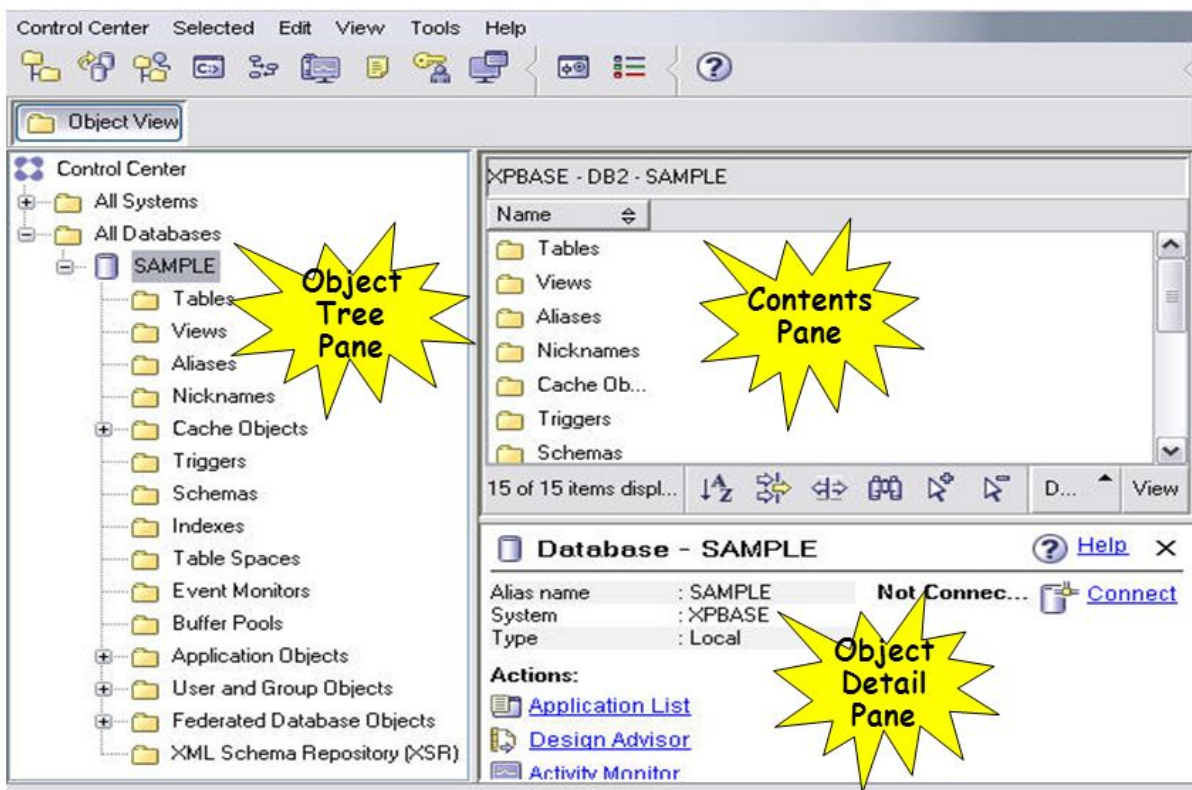 Control Center Selected Edit View Tools Help
Object View
Control Center
All Systems
All Databases
SAMPLE
Tables
Views
Aliases
Nicknames
Cache Objects
Triggers
Schemas
Indexes
Table Spaces
Event Monitors
Buffer Pools
Application Objects
User and Group Objects
Federated Database Objects
XML Schema Repository (XSR)
Object
Tree
Pane
XPBASE - DB2 - SAMPLE
Name
Tables
Views
Aliases
Nicknames
Cache Ob...
Triggers
Schemas
Contents
Pane
15 of 15 items displ... D... View
Database - SAMPLE Help
Alias name : SAMPLE Not Connec... Connect
System : XPBASE
Type : Local
Actions:
Application List
Design Advisor
Activity Monitor
Object
Detail
Pane